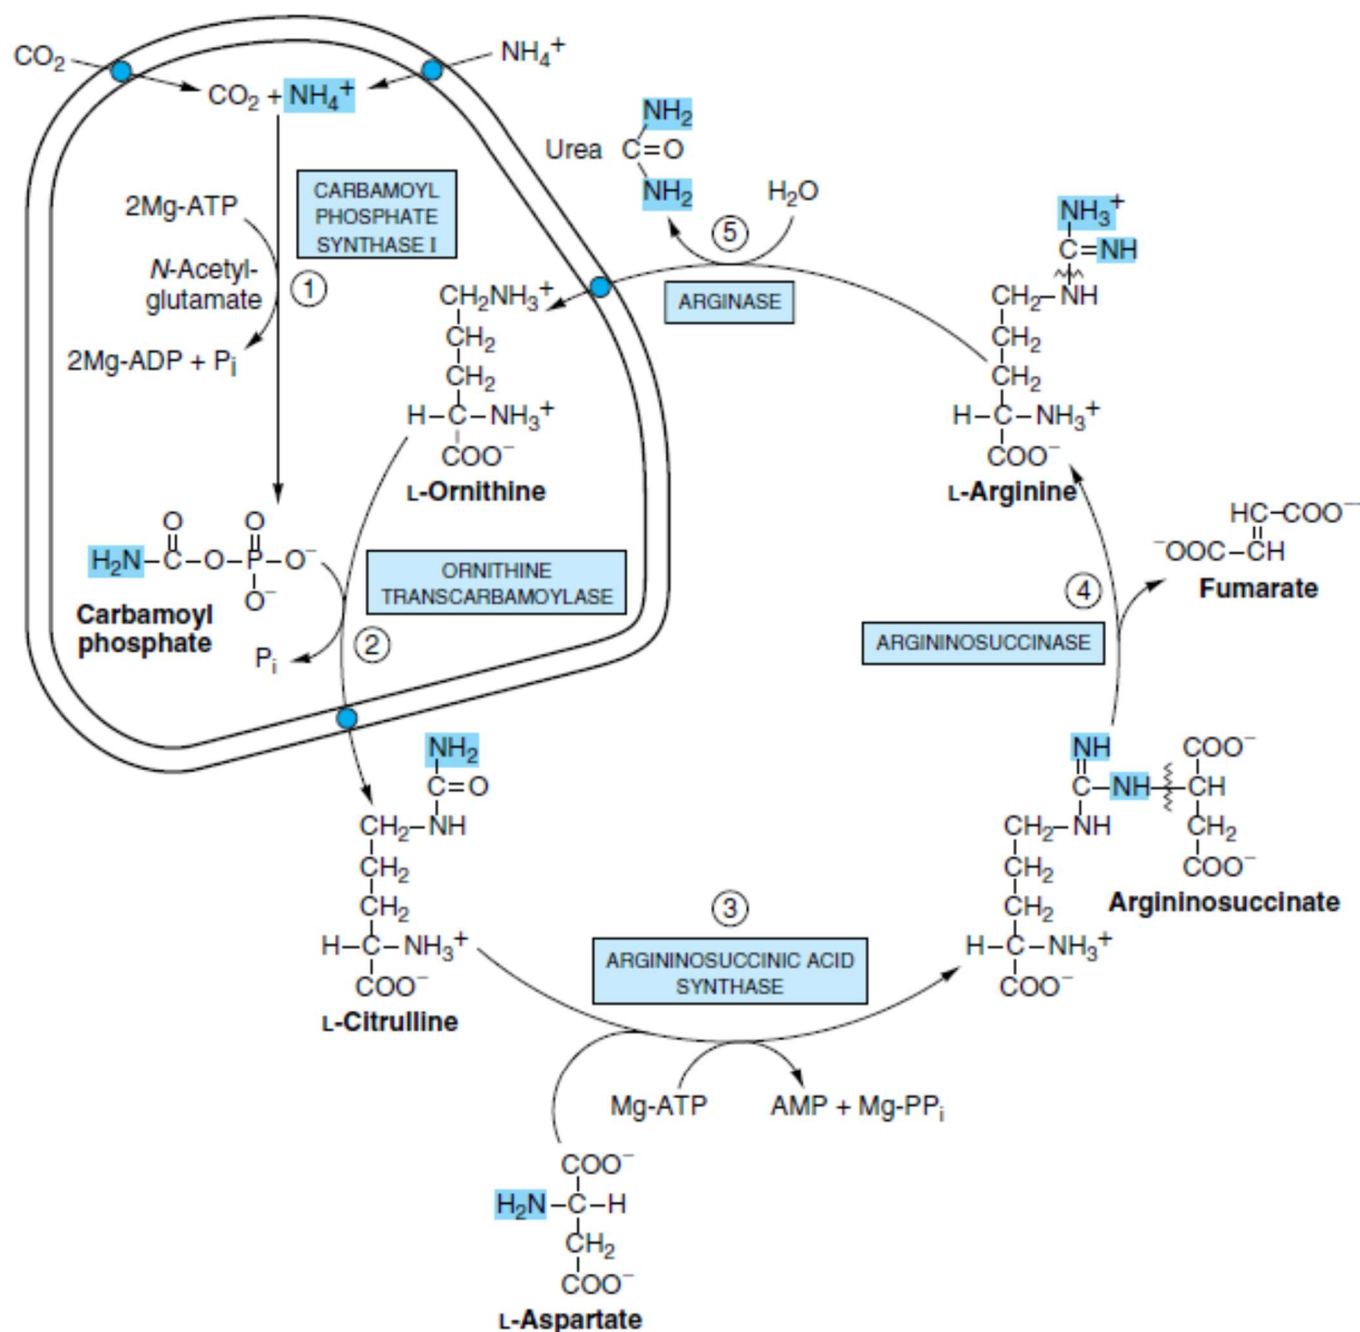 CO₂
NH₄⁺
CO₂ + NH₄⁺
CARBAMOYL
PHOSPHATE
SYNTHASE I
2Mg-ATP
N-Acetyl-
glutamate
1
2Mg-ADP + Pᵢ
O O
H₂N–C–O–P–O⁻
O⁻
Carbamoyl
phosphate
CH₂NH₃⁺
CH₂
CH₂
H–C–NH₃⁺
COO⁻
L-Ornithine
ORNITHINE
TRANSCARBAMOYLASE
2
Pᵢ
NH₂
Urea C=O
NH₂
H₂O
5
ARGINASE
NH₃⁺
C=NH
CH₂–NH
CH₂
CH₂
H–C–NH₃⁺
COO⁻
L-Arginine
HC–COO⁻
⁻OOC–CH
Fumarate
4
ARGININOSUCCINASE
NH₂
C=O
CH₂–NH
CH₂
CH₂
H–C–NH₃⁺
COO⁻
L-Citrulline
3
ARGININOSUCCINIC ACID
SYNTHASE
NH COO⁻
C–NH–CH
CH₂–NH CH₂
CH₂ COO⁻
CH₂
Argininosuccinate
H–C–NH₃⁺
COO⁻
Mg-ATP
AMP + Mg-PPᵢ
COO⁻
H₂N–C–H
CH₂
COO⁻
L-Aspartate